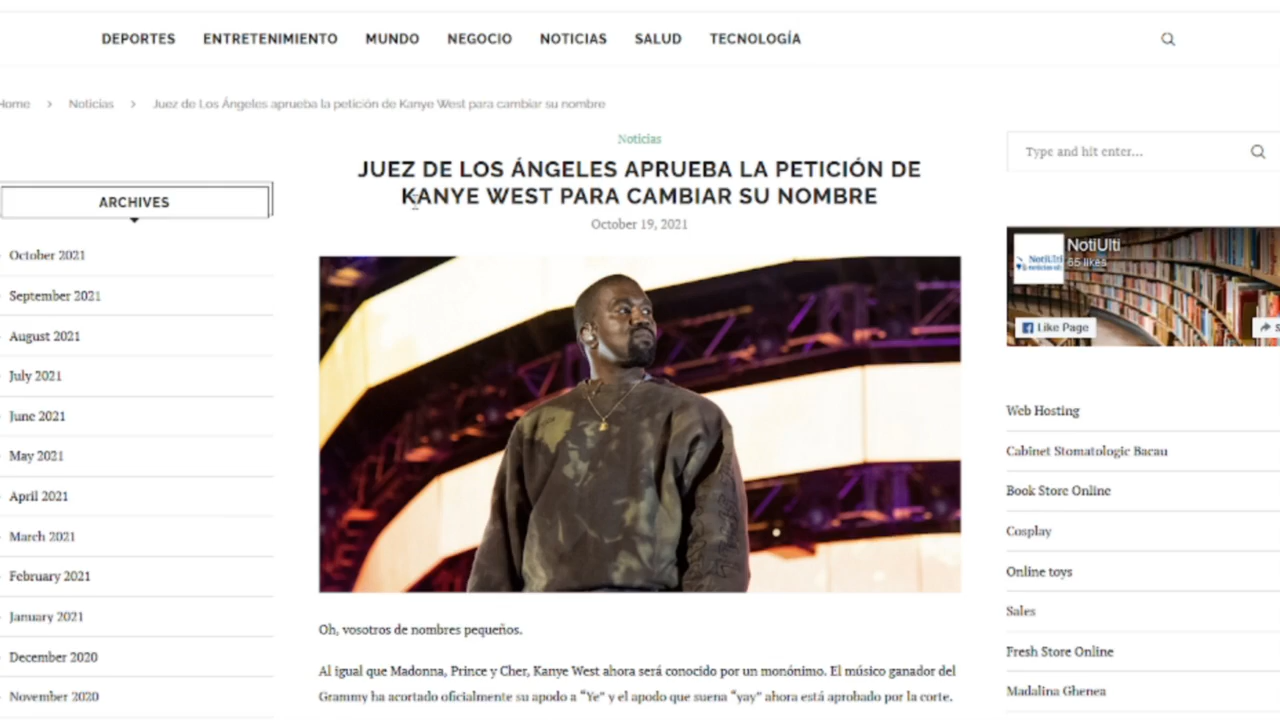 DEPORTES ENTRETENIMIENTO MUNDO NEGOCIO NOTICIAS SALUD TECNOLOGÍA
Home > Noticias > Juez de Los Ángeles aprueba la petición de Kanye West para cambiar su nombre
Noticias
JUEZ DE LOS ÁNGELES APRUEBA LA PETICIÓN DE
KANYE WEST PARA CAMBIAR SU NOMBRE
October 19, 2021
ARCHIVES
October 2021
September 2021
August 2021
July 2021
June 2021
May 2021
April 2021
March 2021
February 2021
January 2021
December 2020
November 2020
Oh, vosotros de nombres pequeños.
Al igual que Madonna, Prince y Cher, Kanye West ahora será conocido por un monónimo. El músico ganador del
Grammy ha acortado oficialmente su apodo a “Ye” y el apodo que suena “yay” ahora está aprobado por la corte.
Type and hit enter...
NotiUlti
65 likes
Like Page
Web Hosting
Cabinet Stomatologic Bacau
Book Store Online
Cosplay
Online toys
Sales
Fresh Store Online
Madalina Ghenea